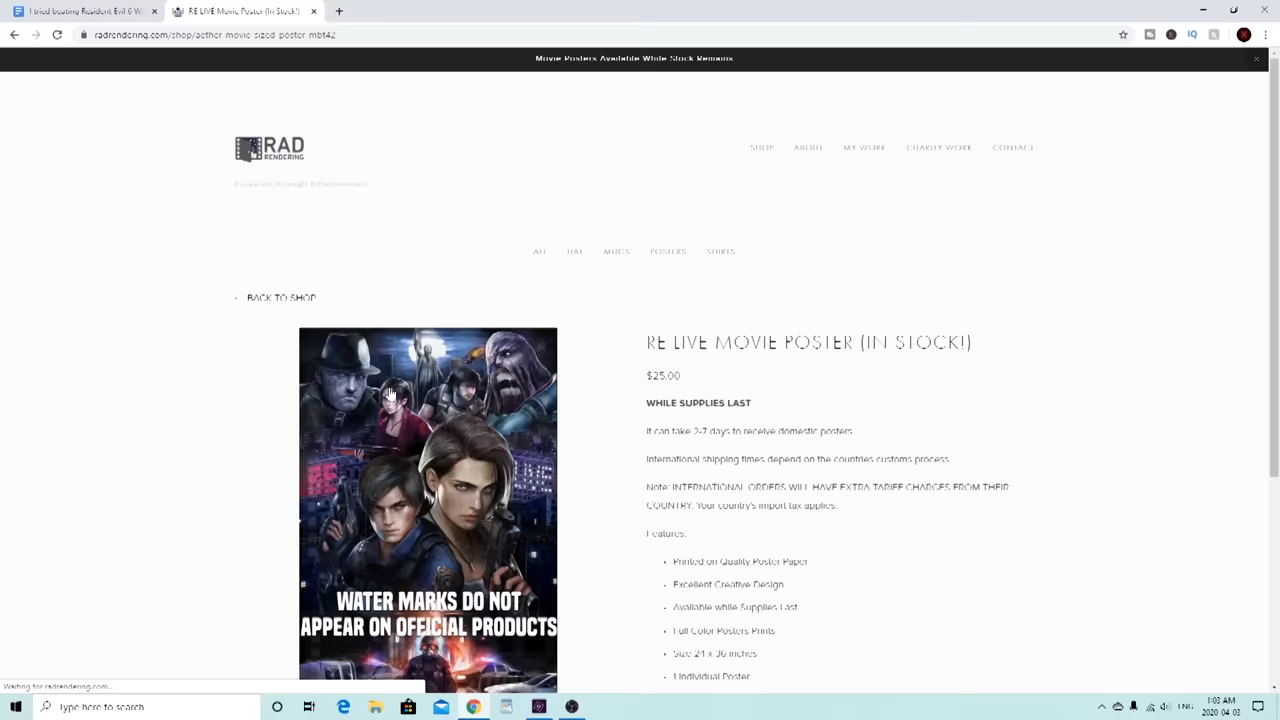 I tried beating Resident Evil 6 Wi
RE LIVE Movie Poster (In Stock!)
radrendering.com/shop/aether-movie-sized-poster-mbt42
Movie Posters Available While Stock Remains
RAD
RENDERING
SHOP ABOUT MY WORK CHARITY WORK CONTACT
Escapism Through Entertainment
ALL HAT MUGS POSTERS SHIRTS
BACK TO SHOP
RE LIVE MOVIE POSTER (IN STOCK!)
$25.00
WHILE SUPPLIES LAST
It can take 2-7 days to receive domestic posters.
International shipping times depend on the countries customs process.
Note: INTERNATIONAL ORDERS WILL HAVE EXTRA TARIFF CHARGES FROM THEIR
COUNTRY. Your country's import tax applies.
Features:
• Printed on Quality Poster Paper
• Excellent Creative Design
• Available while Supplies Last
• Full Color Posters Prints
• Size 24 x 36 inches
• 1 Individual Poster
WATER MARKS DO NOT
APPEAR ON OFFICIAL PRODUCTS
Waiting for radrendering.com...
Type here to search
ENG
1:03 AM
2020-04-03